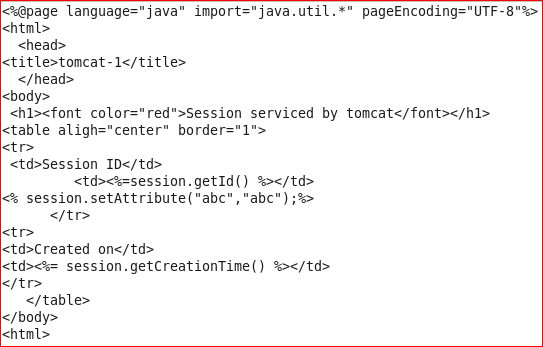 <%@page language="java" import="java.util.*" pageEncoding="UTF-8"%>
<html>
  <head>
<title>tomcat-1</title>
  </head>
<body>
 <h1><font color="red">Session serviced by tomcat</font></h1>
<table aligh="center" border="1">
<tr>
 <td>Session ID</td>
         <td><%=session.getId() %></td>
<% session.setAttribute("abc","abc");%>
      </tr>
<tr>
<td>Created on</td>
<td><%= session.getCreationTime() %></td>
</tr>
   </table>
</body>
<html>